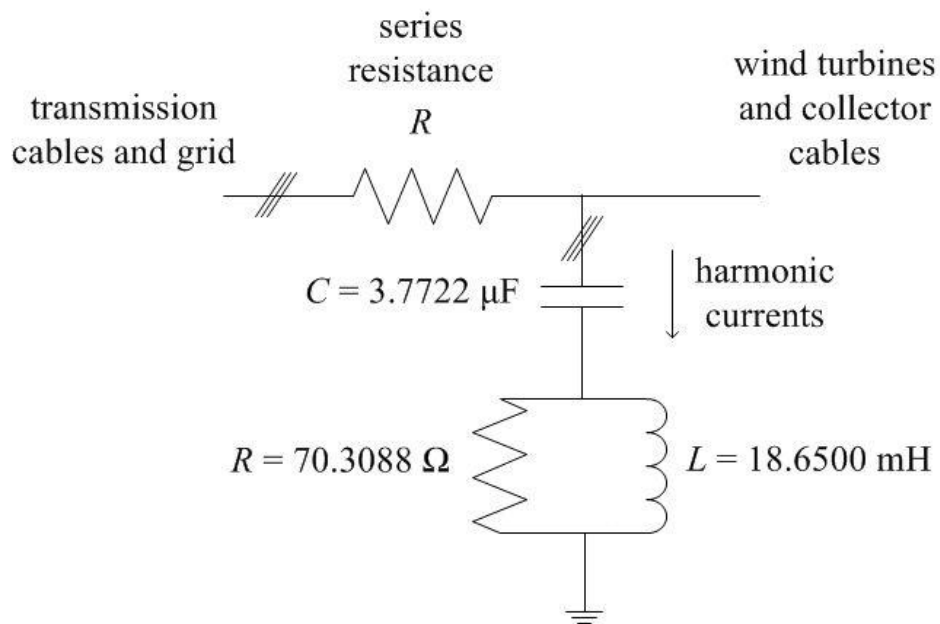 series
resistance
R
transmission
cables and grid
wind turbines
and collector
cables
C = 3.7722 μF
harmonic
currents
R = 70.3088 Ω
L = 18.6500 mH